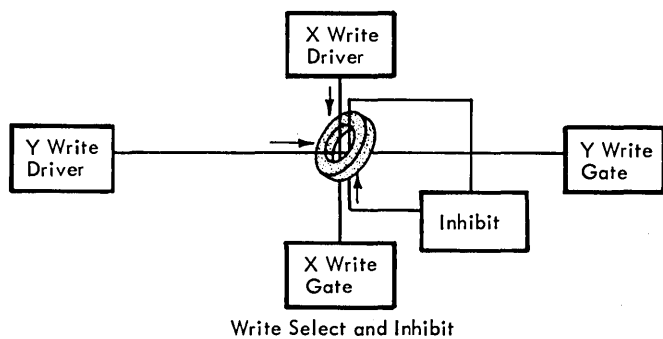 X Write
Driver
Y Write
Driver
Y Write
Gate
Inhibit
X Write
Gate
Write Select and Inhibit